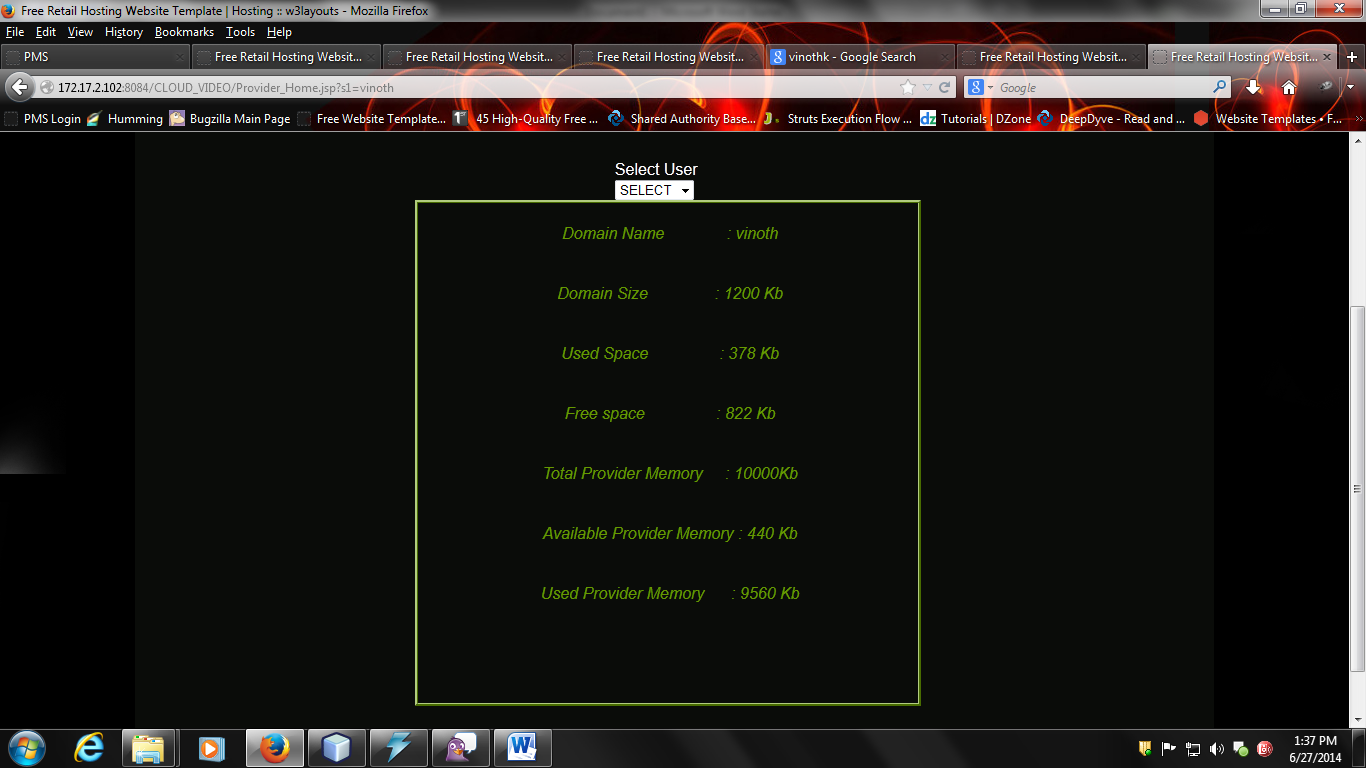 Free Retail Hosting Website Template | Hosting :: w3layouts - Mozilla Firefox
File Edit View History Bookmarks Tools Help
PMS Free Retail Hosting Websit... Free Retail Hosting Websit... Free Retail Hosting Websit... vinothk - Google Search Free Retail Hosting Websit... Free Retail Hosting Websit...
172.17.2.102:8084/CLOUD_VIDEO/Provider_Home.jsp?s1=vinoth Google
PMS Login Humming Bugzilla Main Page Free Website Template... 45 High-Quality Free ... Shared Authority Base... Struts Execution Flow ... Tutorials | DZone DeepDyve - Read and ... Website Templates • F...
Select User
SELECT
Domain Name : vinoth
Domain Size : 1200 Kb
Used Space : 378 Kb
Free space : 822 Kb
Total Provider Memory : 10000Kb
Available Provider Memory : 440 Kb
Used Provider Memory : 9560 Kb
1:37 PM
6/27/2014